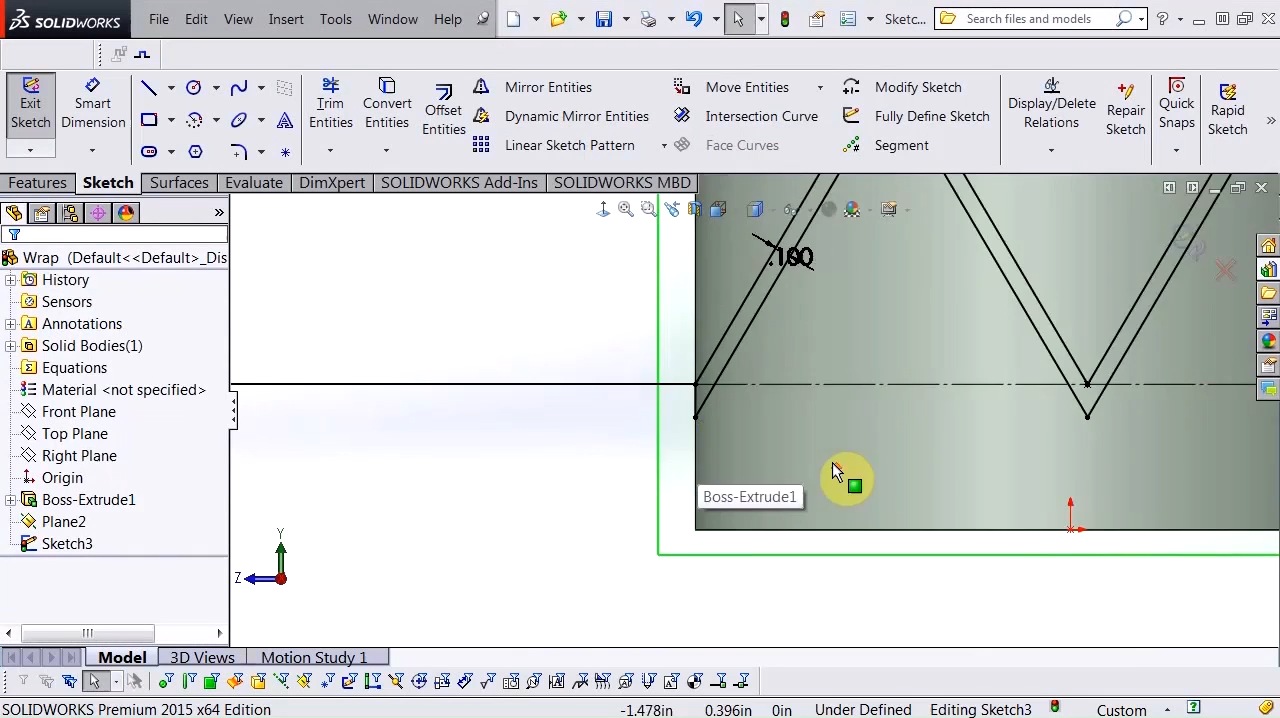 SOLIDWORKS File Edit View Insert Tools Window Help Sketc... Search files and models
Exit Sketch
Smart Dimension
Trim Entities
Convert Entities
Offset Entities
Mirror Entities
Dynamic Mirror Entities
Linear Sketch Pattern
Move Entities
Intersection Curve
Face Curves
Modify Sketch
Fully Define Sketch
Segment
Display/Delete Relations
Repair Sketch
Quick Snaps
Rapid Sketch
Features Sketch Surfaces Evaluate DimXpert SOLIDWORKS Add-Ins SOLIDWORKS MBD
Wrap (Default<<Default>_Dis
History
Sensors
Annotations
Solid Bodies(1)
Equations
Material <not specified>
Front Plane
Top Plane
Right Plane
Origin
Boss-Extrude1
Plane2
Sketch3
.100
Boss-Extrude1
Y
Z
Model 3D Views Motion Study 1
SOLIDWORKS Premium 2015 x64 Edition -1.478in 0.396in 0in Under Defined Editing Sketch3 Custom